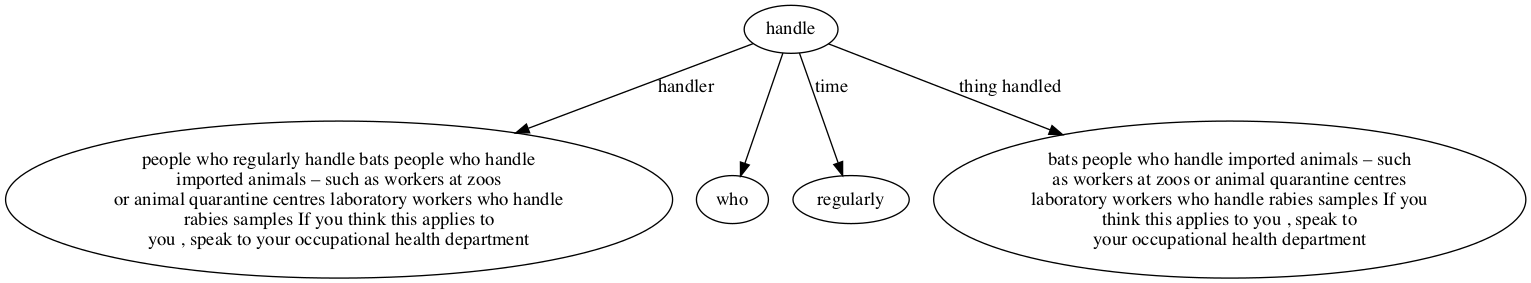 handle
handler
time
thing handled
people who regularly handle bats people who handle
imported animals – such as workers at zoos
or animal quarantine centres laboratory workers who handle
rabies samples If you think this applies to
you , speak to your occupational health department
who
regularly
bats people who handle imported animals – such
as workers at zoos or animal quarantine centres
laboratory workers who handle rabies samples If you
think this applies to you , speak to
your occupational health department